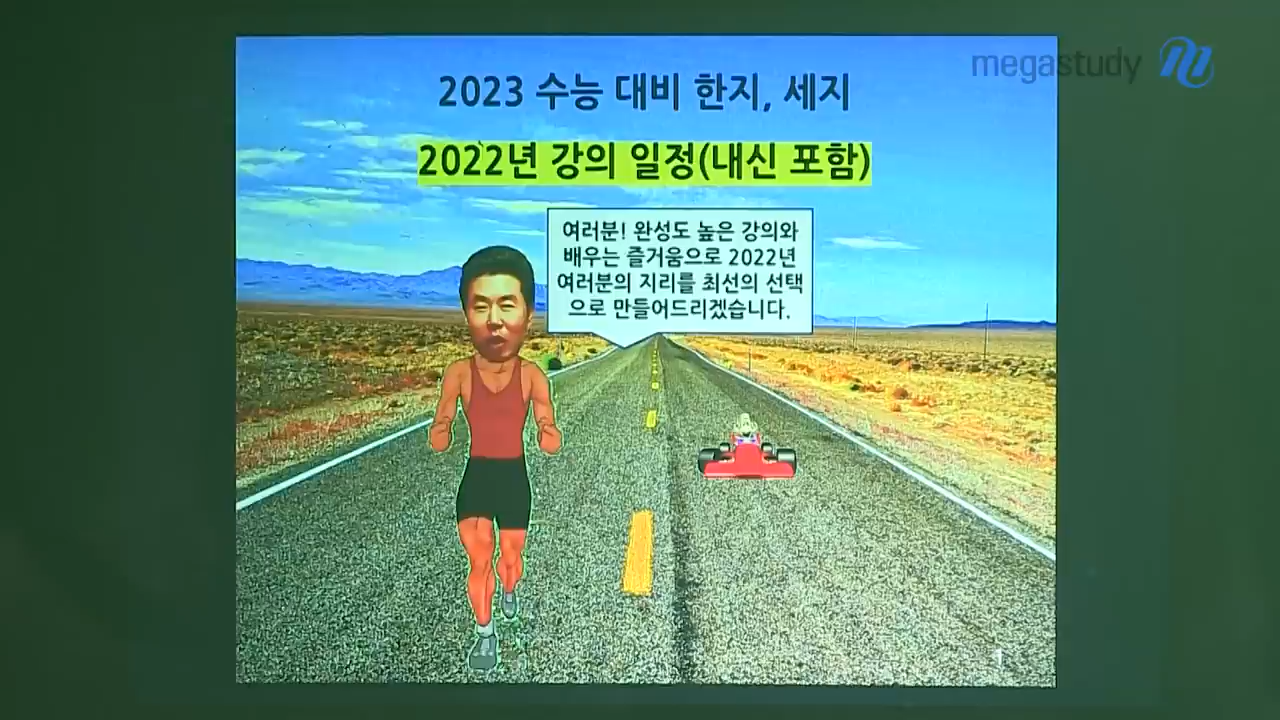 megastudy
2023 수능 대비 한지, 세지
2022년 강의 일정(내신 포함)
여러분! 완성도 높은 강의와
배우는 즐거움으로 2022년
여러분의 지리를 최선의 선택
으로 만들어드리겠습니다.
1